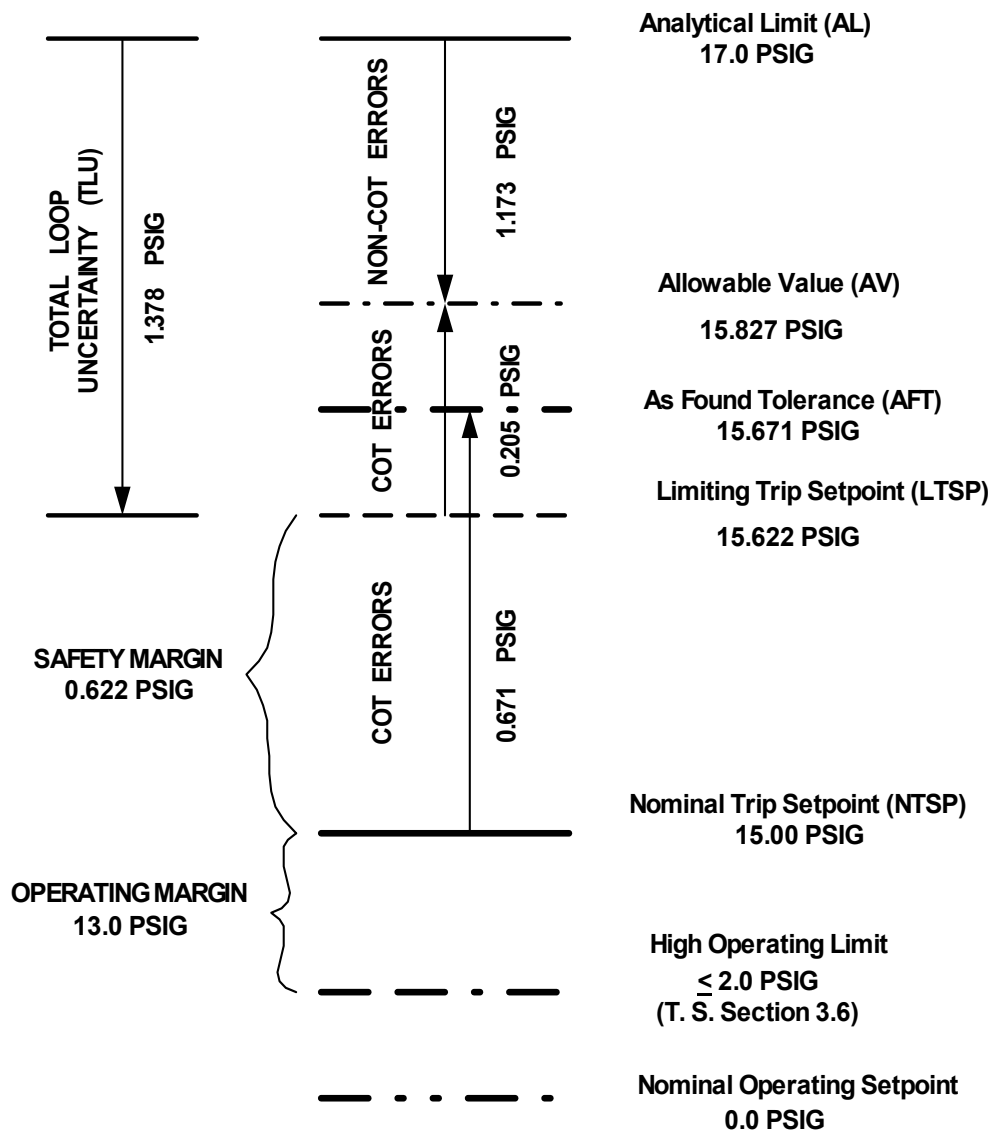 Analytical Limit (AL)
17.0 PSIG
TOTAL LOOP
UNCERTAINTY (TLU)
1.378 PSIG
NON-COT ERRORS
1.173 PSIG
Allowable Value (AV)
15.827 PSIG
COT ERRORS
0.205 PSIG
As Found Tolerance (AFT)
15.671 PSIG
Limiting Trip Setpoint (LTSP)
15.622 PSIG
SAFETY MARGIN
0.622 PSIG
COT ERRORS
0.671 PSIG
Nominal Trip Setpoint (NTSP)
15.00 PSIG
OPERATING MARGIN
13.0 PSIG
High Operating Limit
≤ 2.0 PSIG
(T. S. Section 3.6)
Nominal Operating Setpoint
0.0 PSIG